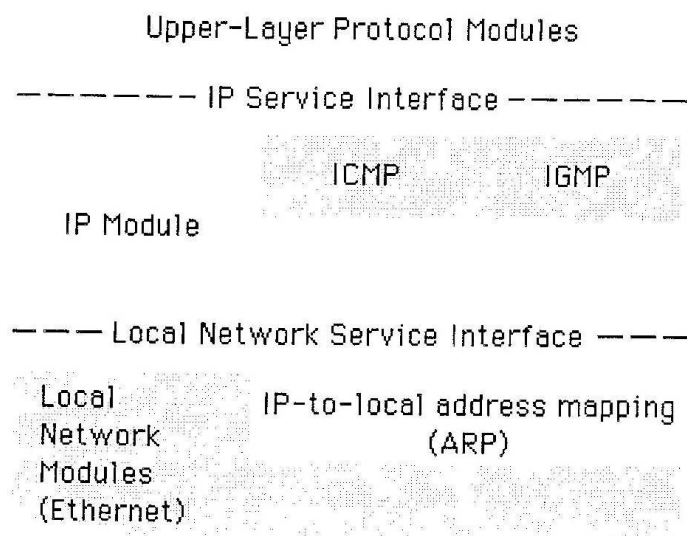 Upper-Layer Protocol Modules
------ IP Service Interface ------
ICMP IGMP
IP Module
--- Local Network Service Interface ---
Local
Network
Modules
(Ethernet)
IP-to-local address mapping
(ARP)